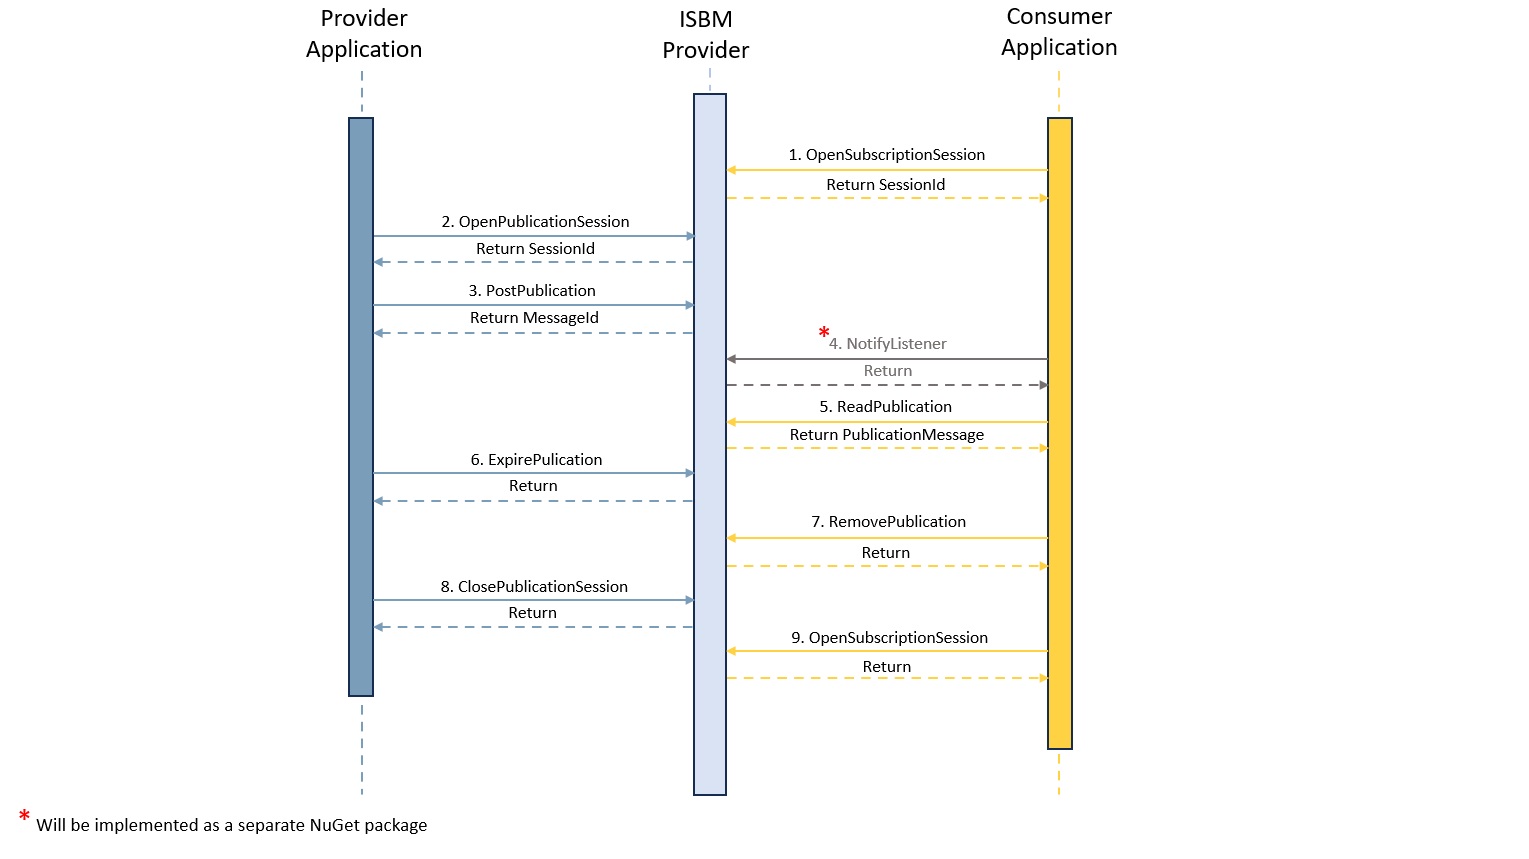 Provider
Application
ISBM
Provider
Consumer
Application
1. OpenSubscriptionSession
Return SessionId
2. OpenPublicationSession
Return SessionId
3. PostPublication
Return MessageId
* 4. NotifyListener
Return
5. ReadPublication
Return PublicationMessage
6. ExpirePulication
Return
7. RemovePublication
Return
8. ClosePublicationSession
Return
9. OpenSubscriptionSession
Return
* Will be implemented as a separate NuGet package